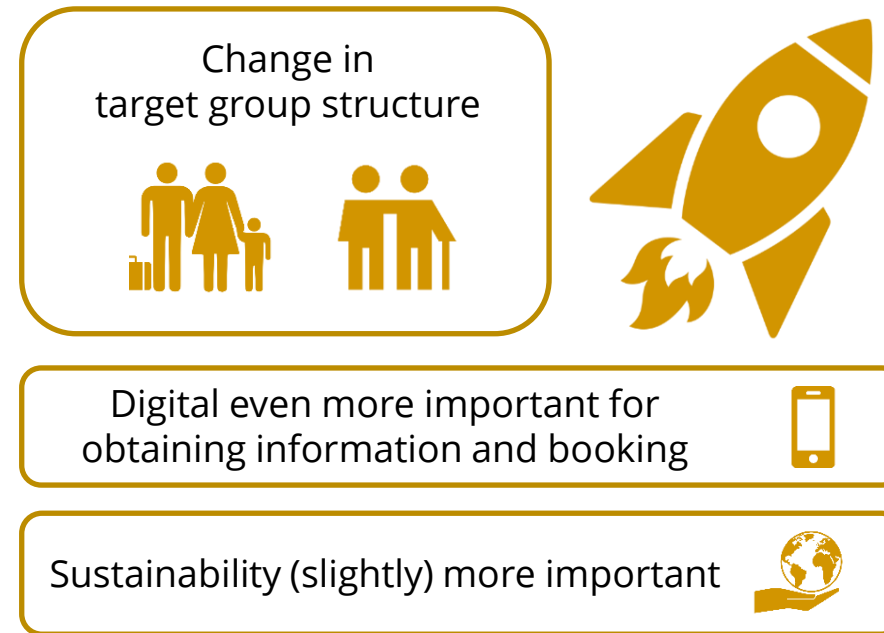 Change in
target group structure
Digital even more important for
obtaining information and booking
Sustainability (slightly) more important